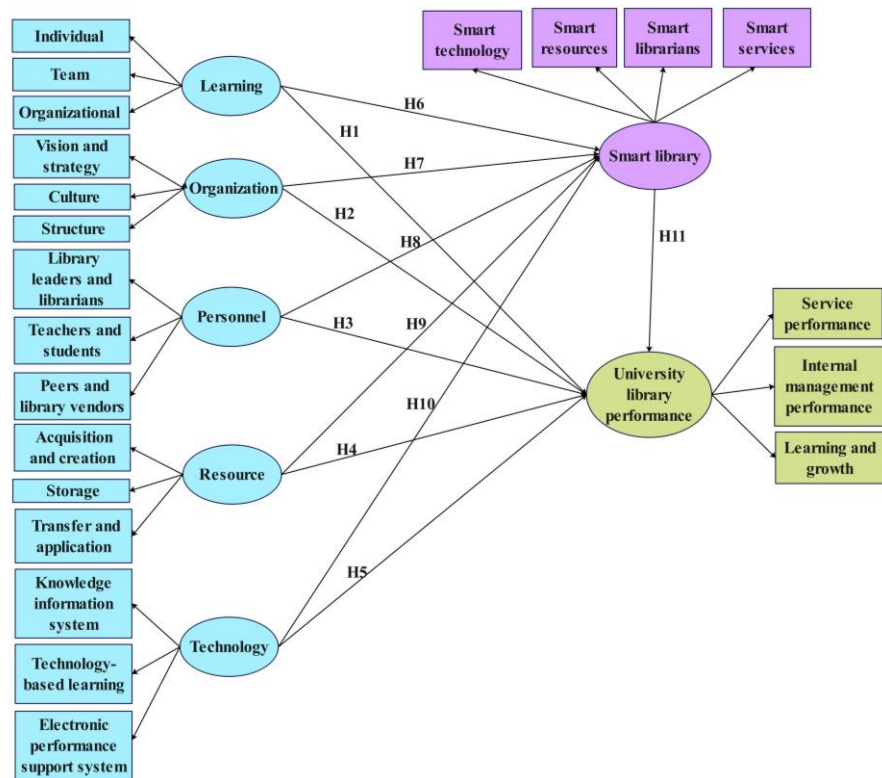 Individual
Team
Organizational
Learning
Vision and
strategy
Culture
Structure
Organization
Library
leaders and
librarians
Teachers and
students
Peers and
library vendors
Personnel
Acquisition
and creation
Storage
Transfer and
application
Resource
Knowledge
information
system
Technology-
based learning
Electronic
performance
support system
Technology
H6
H1
H7
H2
H8
H3
H9
H10
H4
H5
Smart
technology
Smart
resources
Smart
librarians
Smart
services
Smart library
H11
University
library
performance
Service
performance
Internal
management
performance
Learning and
growth